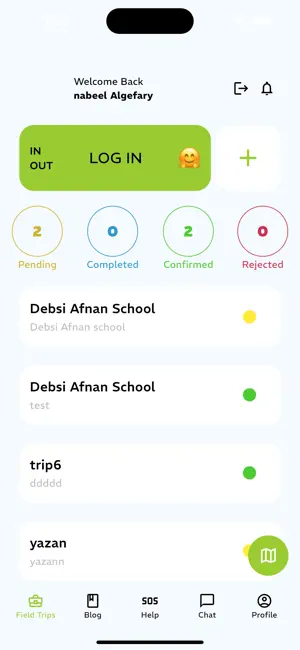 Welcome Back
nabeel Algefary
IN
OUT
LOG IN
2
0
2
0
Pending
Completed
Confirmed
Rejected
Debsi Afnan School
Debsi Afnan school
Debsi Afnan School
test
trip6
ddddd
yazan
yazann
SOS
Field Trips
Blog
Help
Chat
Profile